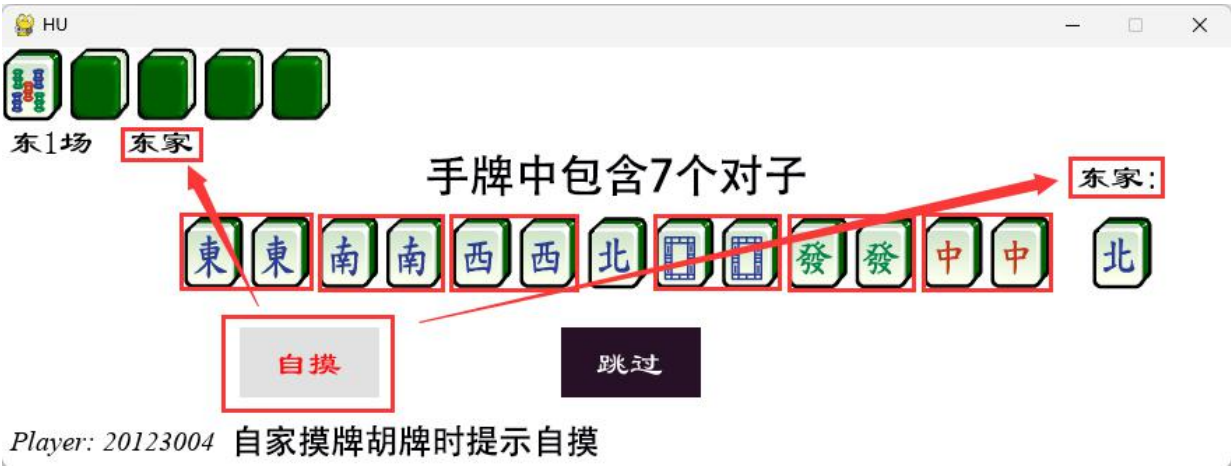 HU
东1场 东家
手牌中包含7个对子
东家:
東 東 南 南 西 西 北 發 發 中 中 北
自摸 跳过
Player: 20123004 自家摸牌胡牌时提示自摸